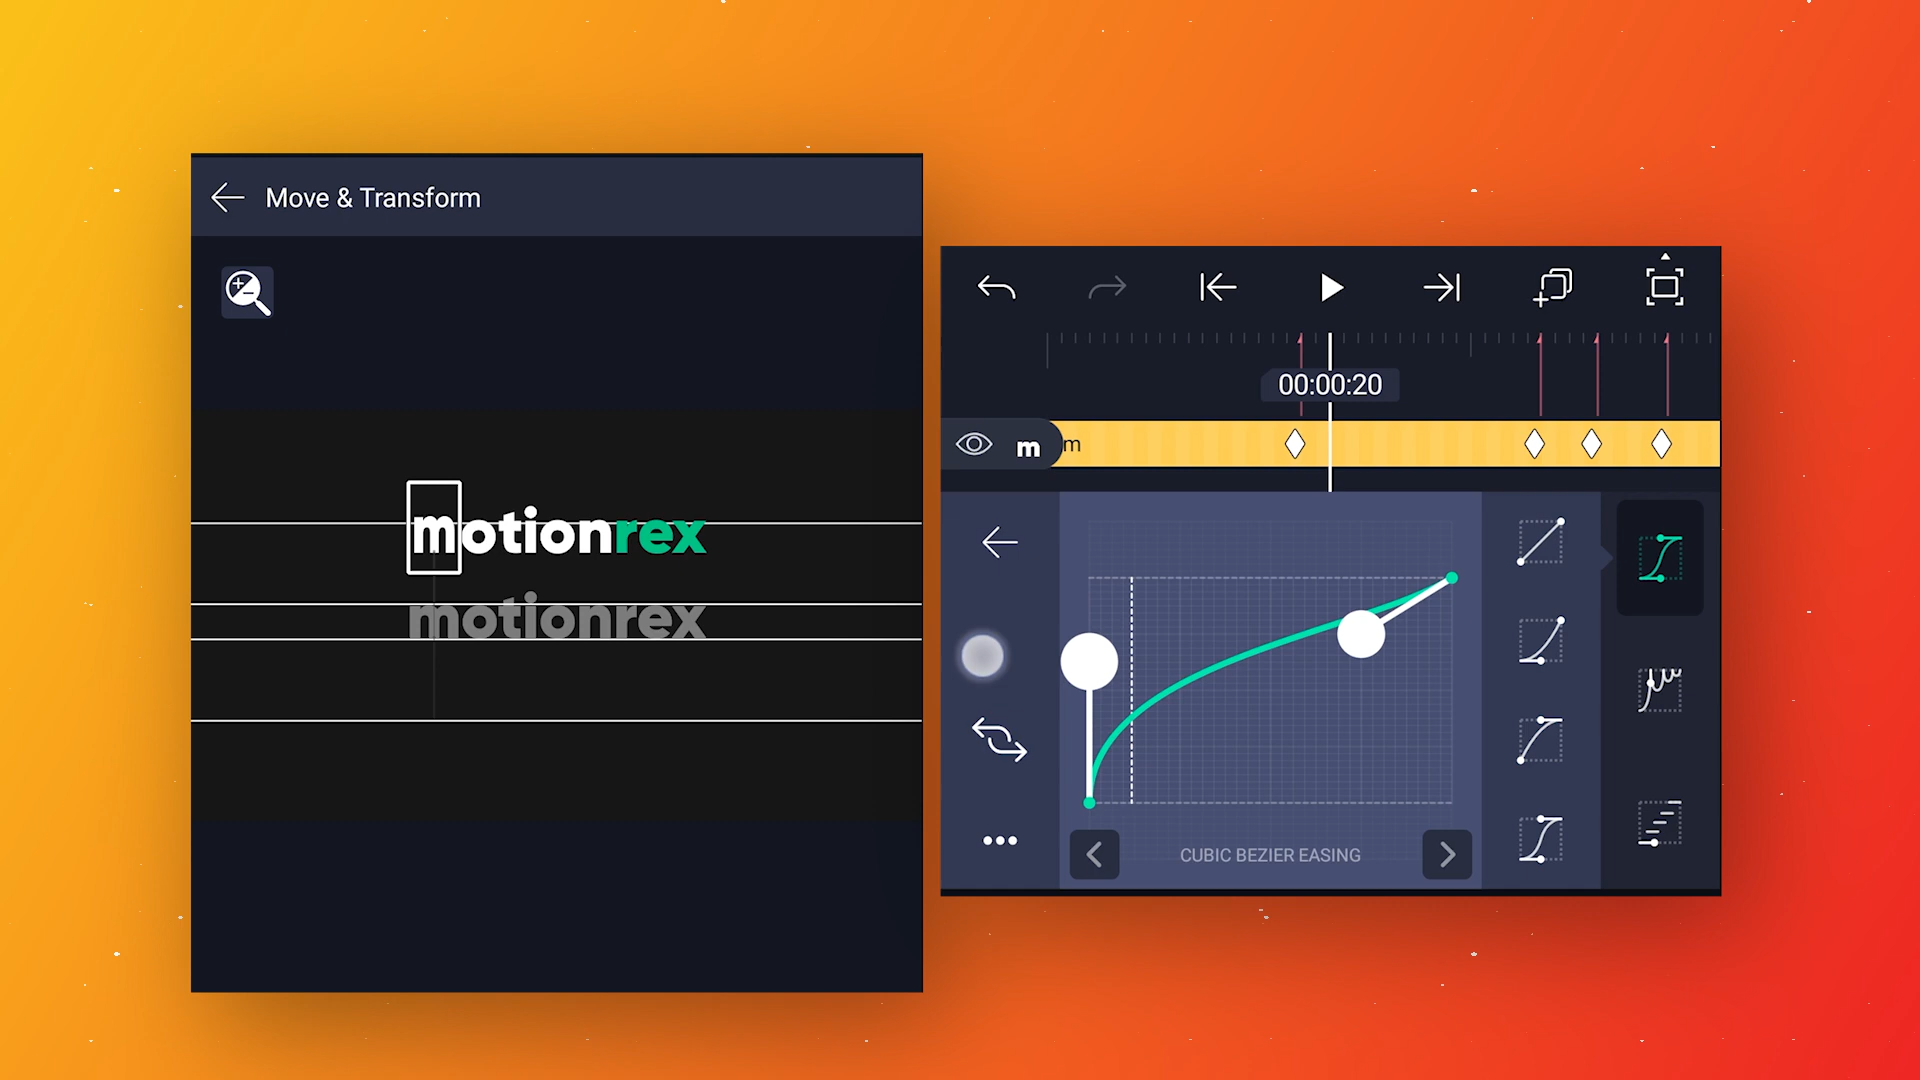 Move & Transform
motionrex
motionrex
00:00:20
m
m
CUBIC BEZIER EASING